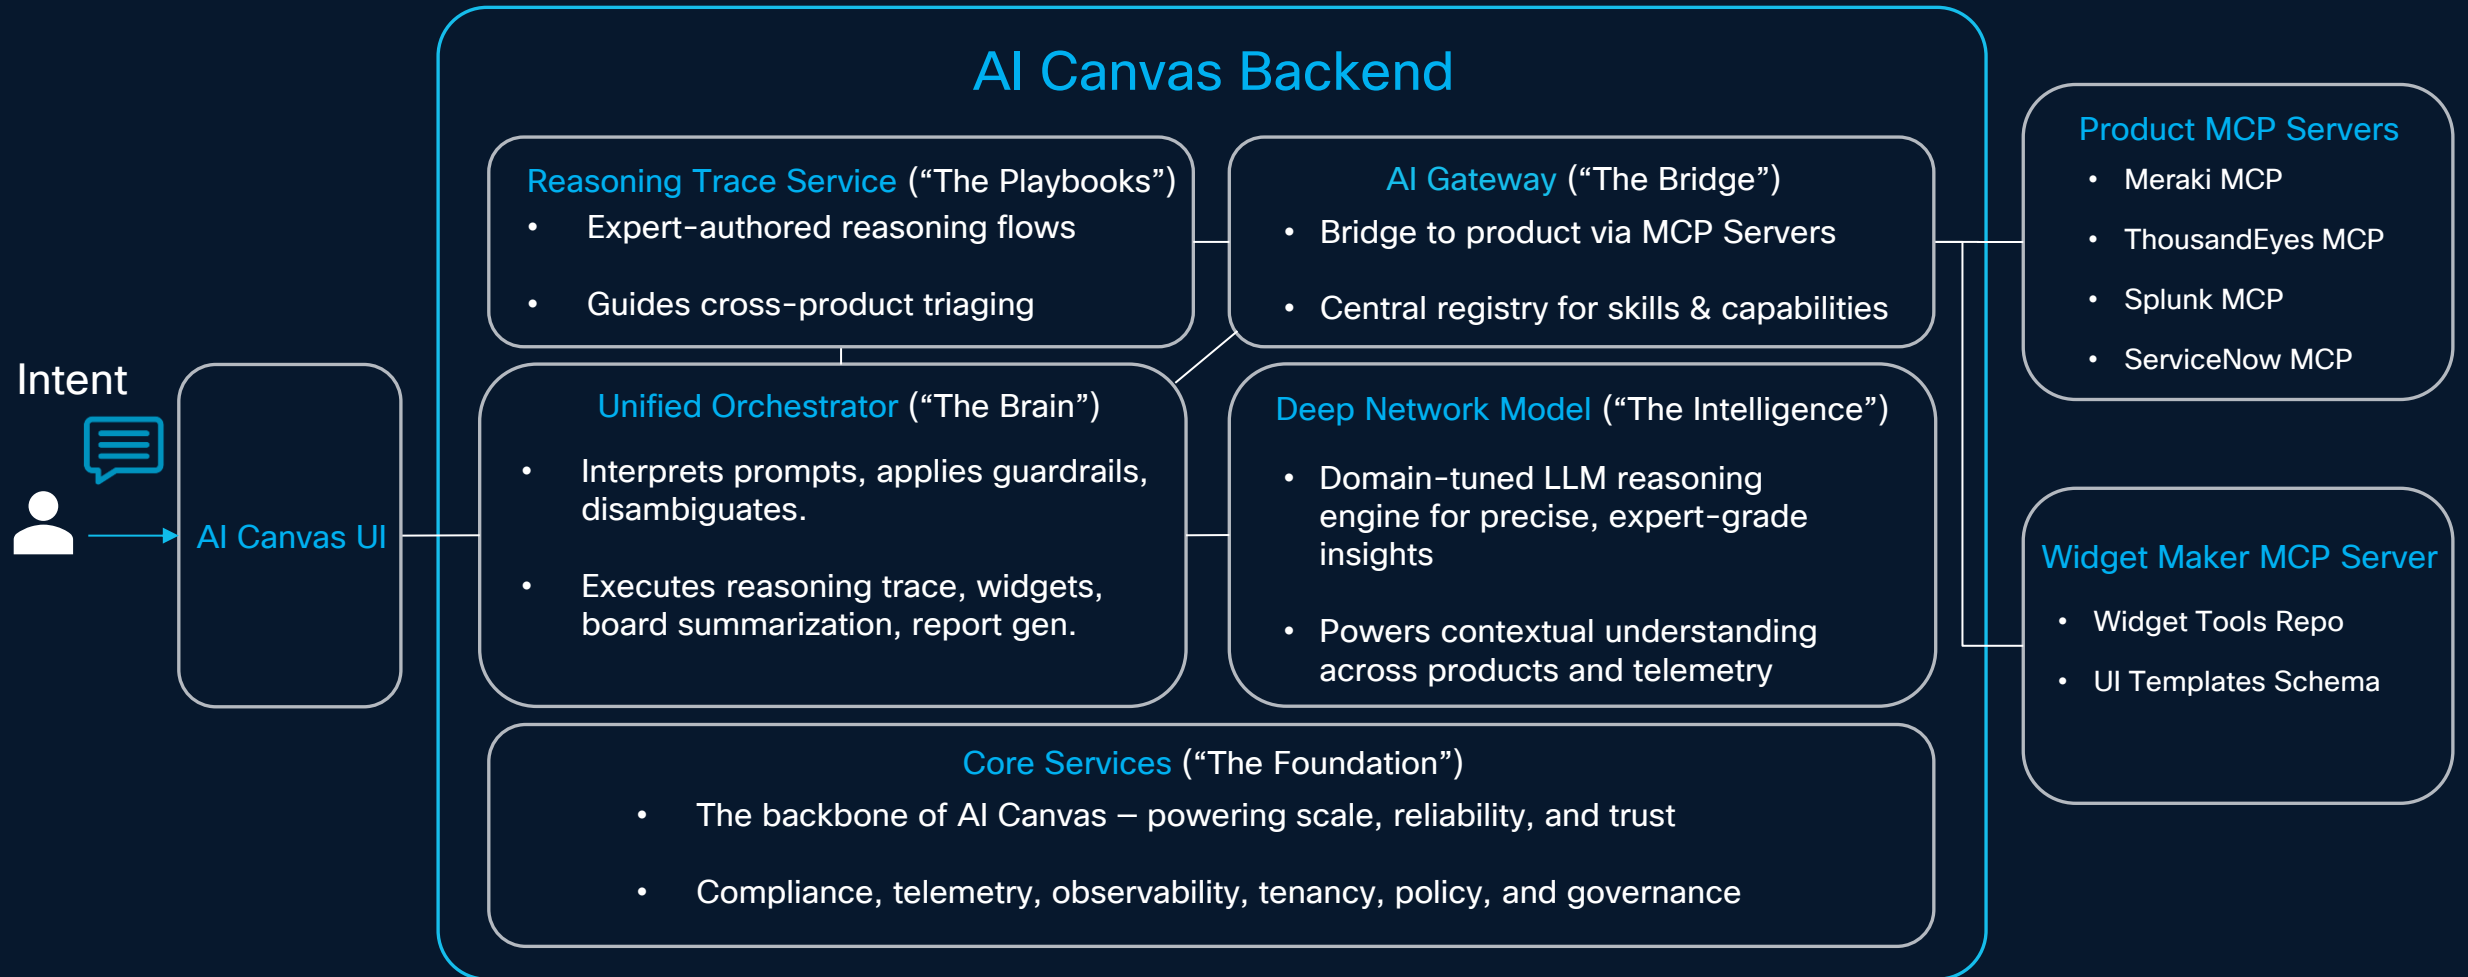 AI Canvas Backend
Reasoning Trace Service (“The Playbooks”)
• Expert-authored reasoning flows
• Guides cross-product triaging
AI Gateway (“The Bridge”)
• Bridge to product via MCP Servers
• Central registry for skills & capabilities
Product MCP Servers
• Meraki MCP
• ThousandEyes MCP
• Splunk MCP
• ServiceNow MCP
Intent
AI Canvas UI
Unified Orchestrator (“The Brain”)
• Interprets prompts, applies guardrails,
disambiguates.
• Executes reasoning trace, widgets,
board summarization, report gen.
Deep Network Model (“The Intelligence”)
• Domain-tuned LLM reasoning
engine for precise, expert-grade
insights
• Powers contextual understanding
across products and telemetry
Widget Maker MCP Server
• Widget Tools Repo
• UI Templates Schema
Core Services (“The Foundation”)
• The backbone of AI Canvas – powering scale, reliability, and trust
• Compliance, telemetry, observability, tenancy, policy, and governance